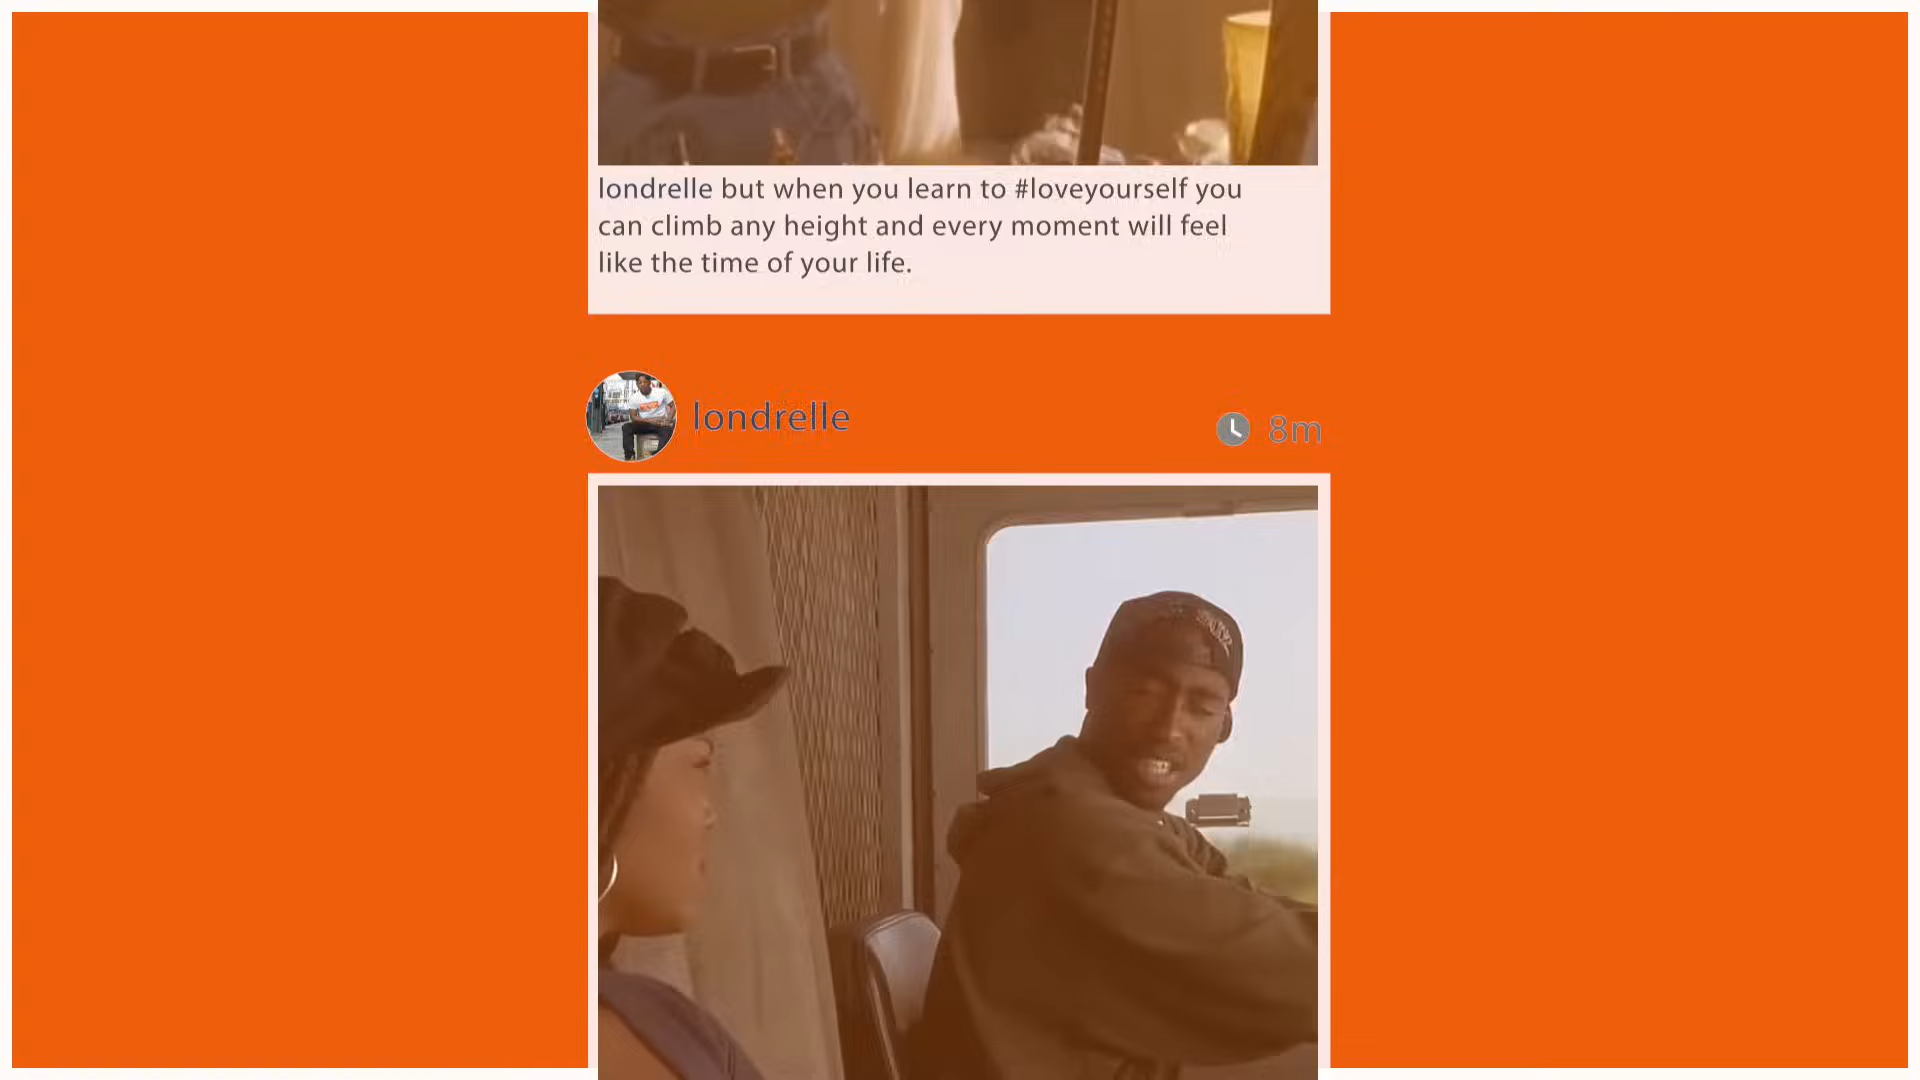 londrelle but when you learn to #loveyourself you
can climb any height and every moment will feel
like the time of your life.
londrelle
8m